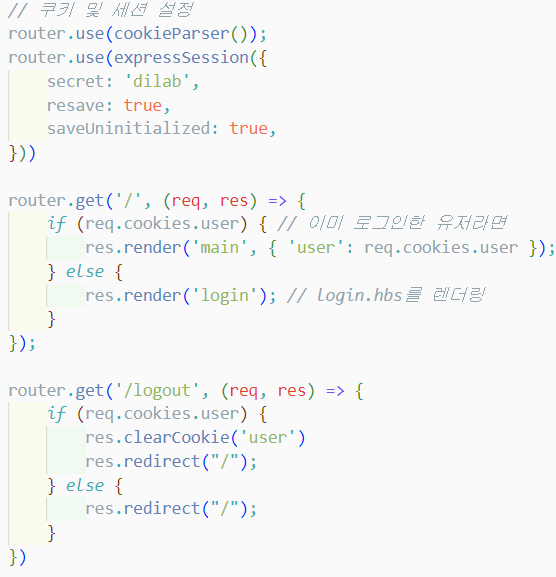 // 쿠키 및 세션 설정
router.use(cookieParser());
router.use(expressSession({
    secret: 'dilab',
    resave: true,
    saveUninitialized: true,
}))

router.get('/', (req, res) => {
    if (req.cookies.user) { // 이미 로그인한 유저라면
        res.render('main', { 'user': req.cookies.user });
    } else {
        res.render('login'); // login.hbs를 렌더링
    }
});

router.get('/logout', (req, res) => {
    if (req.cookies.user) {
        res.clearCookie('user')
        res.redirect("/");
    } else {
        res.redirect("/");
    }
})